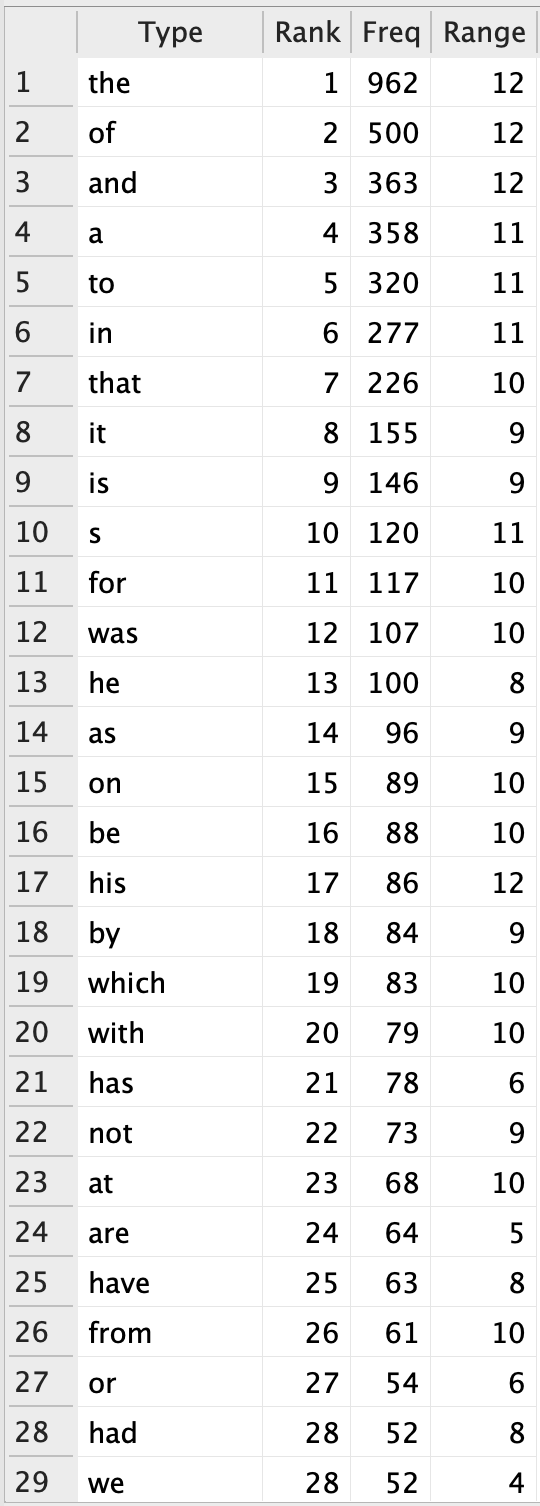 Type Rank Freq Range
1 the 1 962 12
2 of 2 500 12
3 and 3 363 12
4 a 4 358 11
5 to 5 320 11
6 in 6 277 11
7 that 7 226 10
8 it 8 155 9
9 is 9 146 9
10 s 10 120 11
11 for 11 117 10
12 was 12 107 10
13 he 13 100 8
14 as 14 96 9
15 on 15 89 10
16 be 16 88 10
17 his 17 86 12
18 by 18 84 9
19 which 19 83 10
20 with 20 79 10
21 has 21 78 6
22 not 22 73 9
23 at 23 68 10
24 are 24 64 5
25 have 25 63 8
26 from 26 61 10
27 or 27 54 6
28 had 28 52 8
29 we 28 52 4